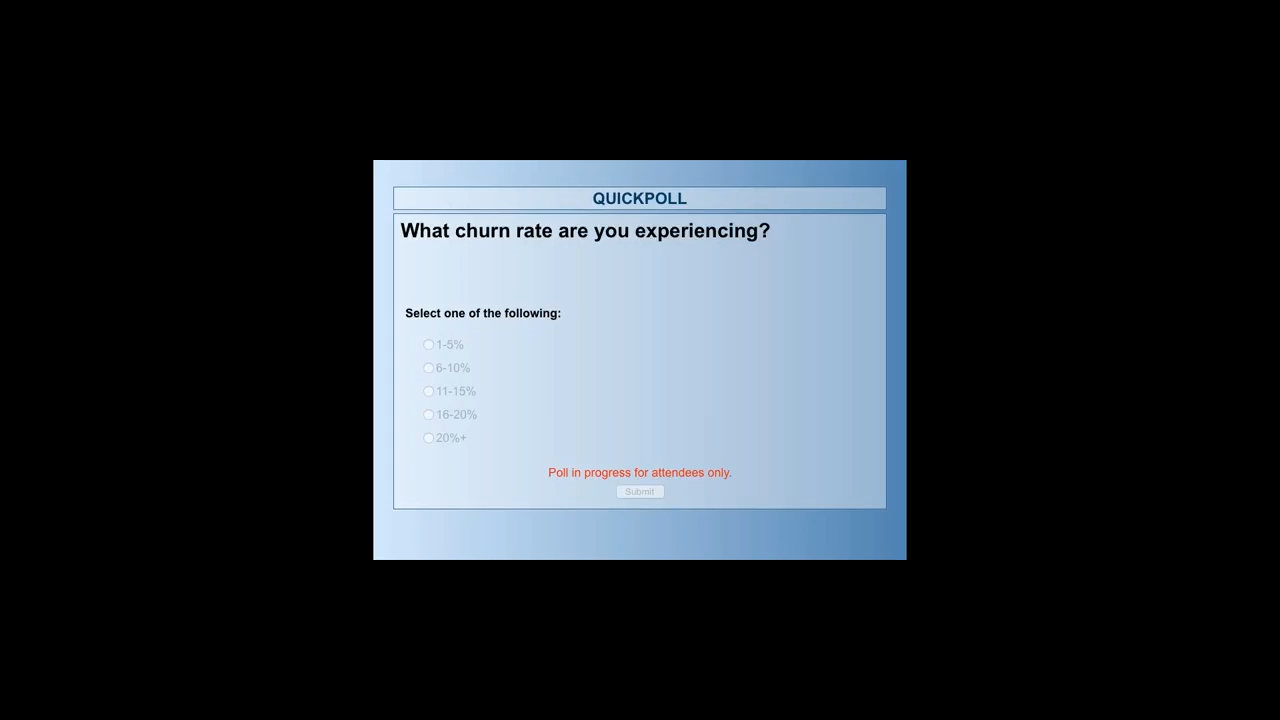 QUICKPOLL
What churn rate are you experiencing?
Select one of the following:
1-5%
6-10%
11-15%
16-20%
20%+
Poll in progress for attendees only.
Submit